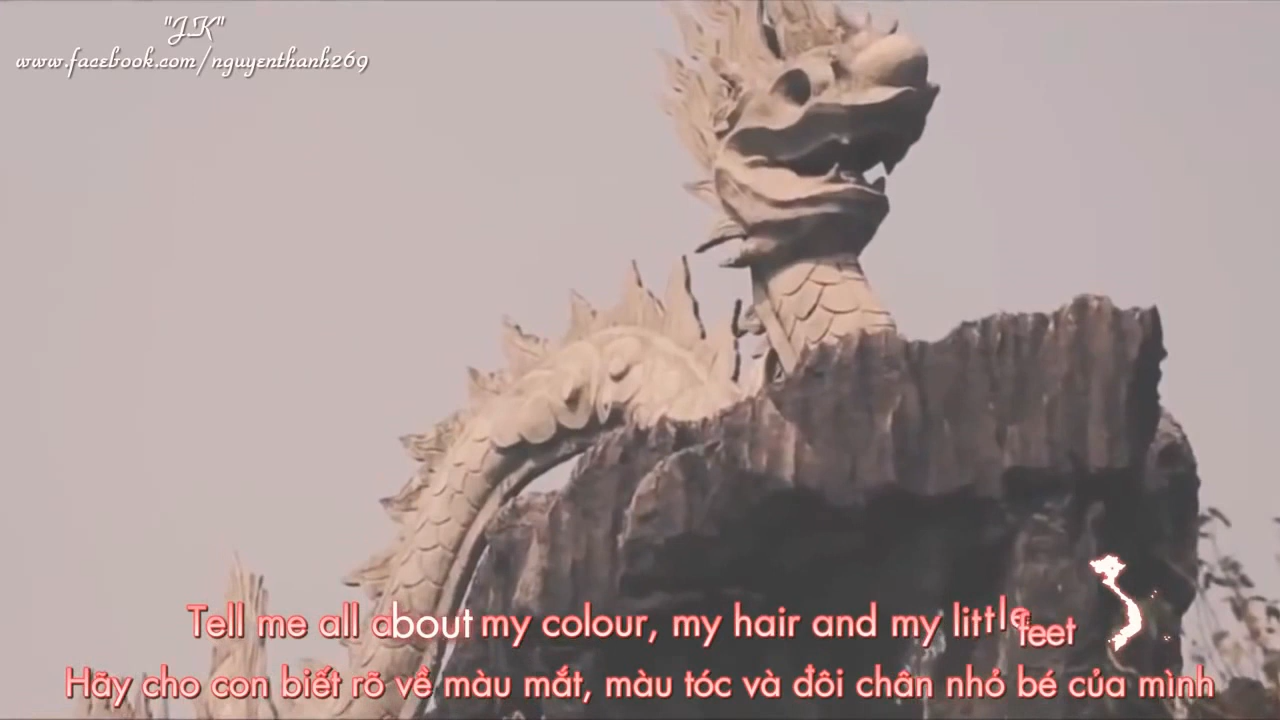 "J.K"
www.facebook.com/nguyenthanh269
Tell me all about my colour, my hair and my little feet
Hãy cho con biết rõ về màu mắt, màu tóc và đôi chân nhỏ bé của mình